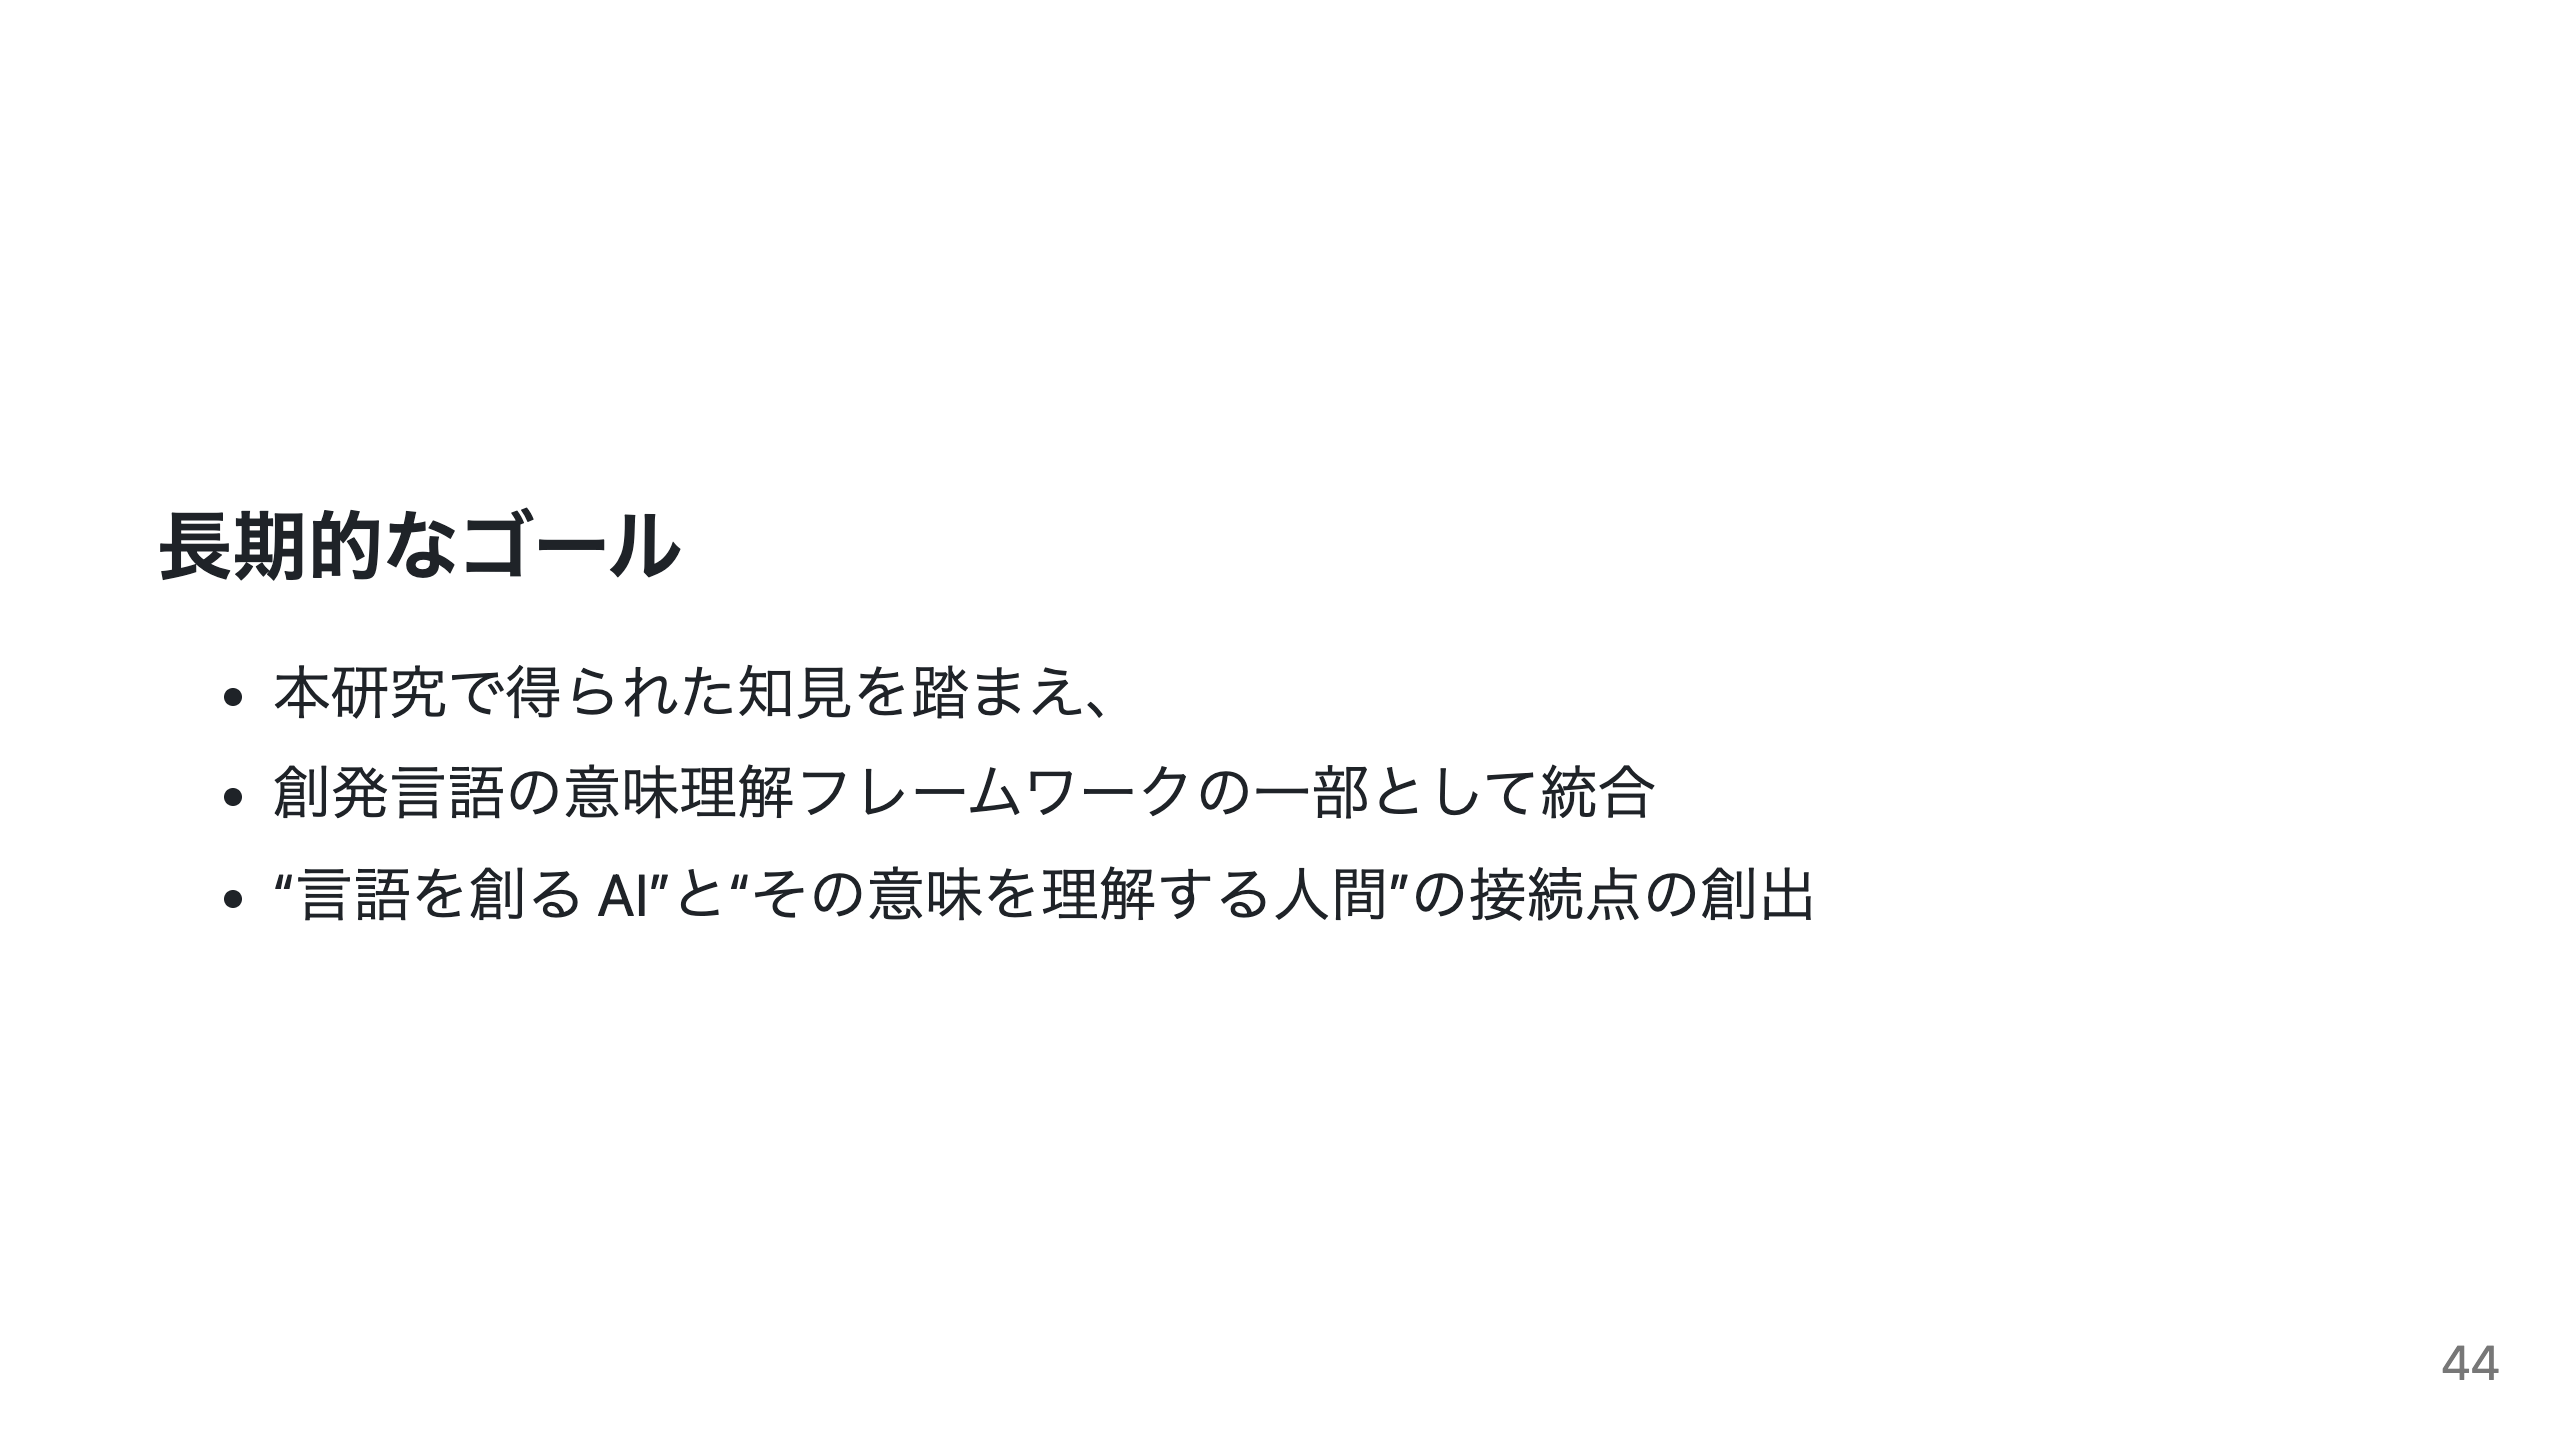 長期的なゴール
本研究で得られた知見を踏まえ、
創発言語の意味理解フレームワークの一部として統合
“言語を創る AI”と“その意味を理解する人間”の接続点の創出
44